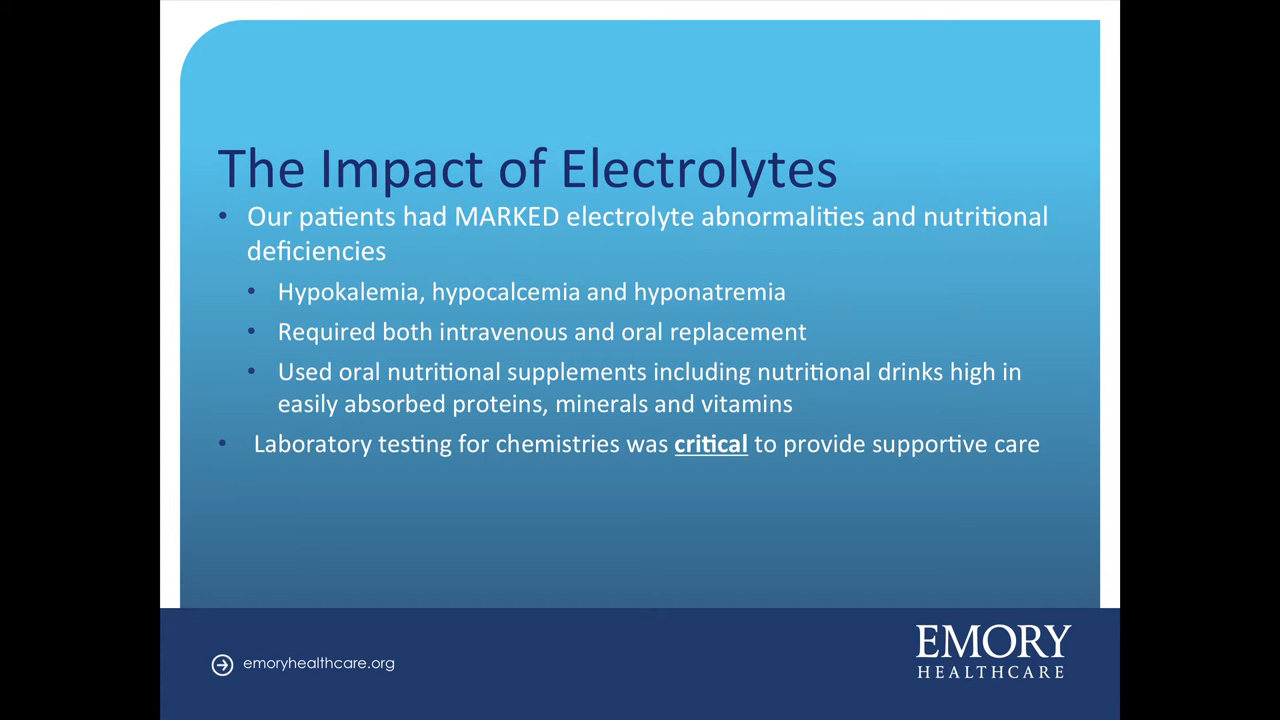 The Impact of Electrolytes
• Our patients had MARKED electrolyte abnormalities and nutritional
deficiencies
• Hypokalemia, hypocalcemia and hyponatremia
• Required both intravenous and oral replacement
• Used oral nutritional supplements including nutritional drinks high in
easily absorbed proteins, minerals and vitamins
• Laboratory testing for chemistries was critical to provide supportive care
emoryhealthcare.org
EMORY
HEALTHCARE